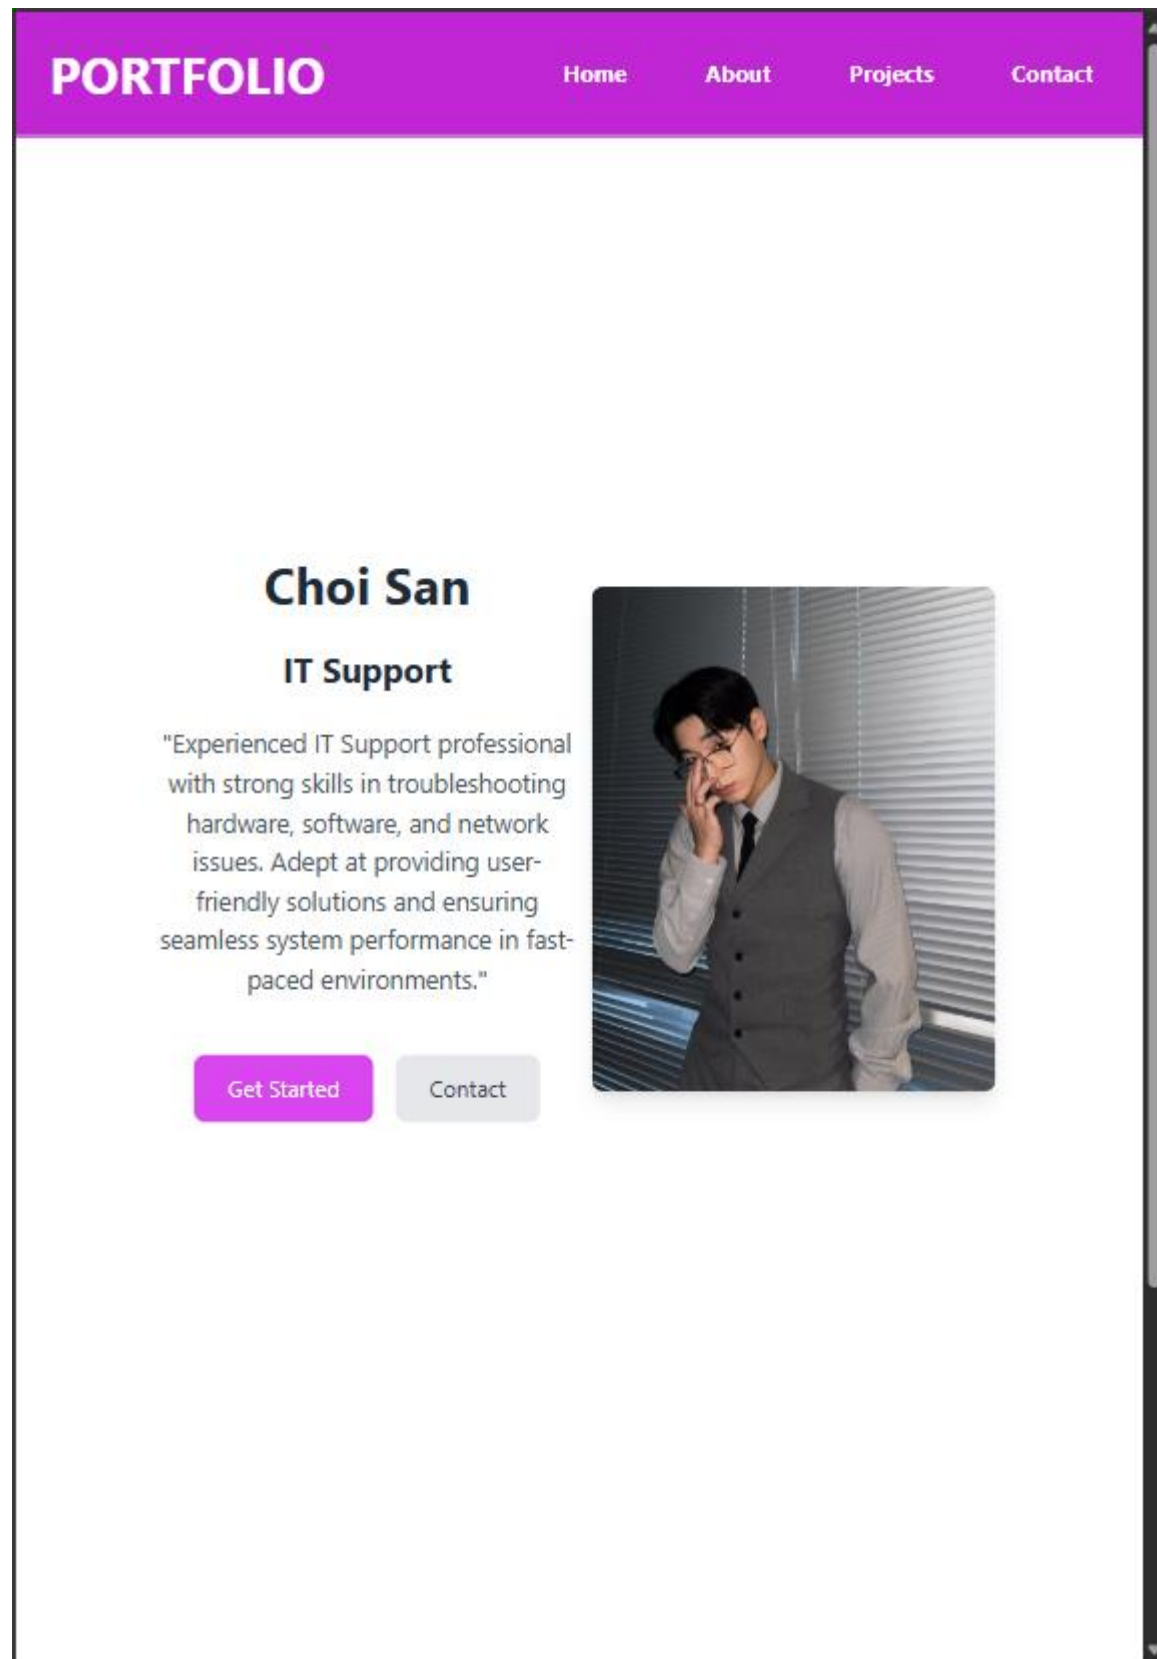 PORTFOLIO
Home About Projects Contact
Choi San
IT Support
"Experienced IT Support professional
with strong skills in troubleshooting
hardware, software, and network
issues. Adept at providing user-
friendly solutions and ensuring
seamless system performance in fast-
paced environments."
Get Started Contact